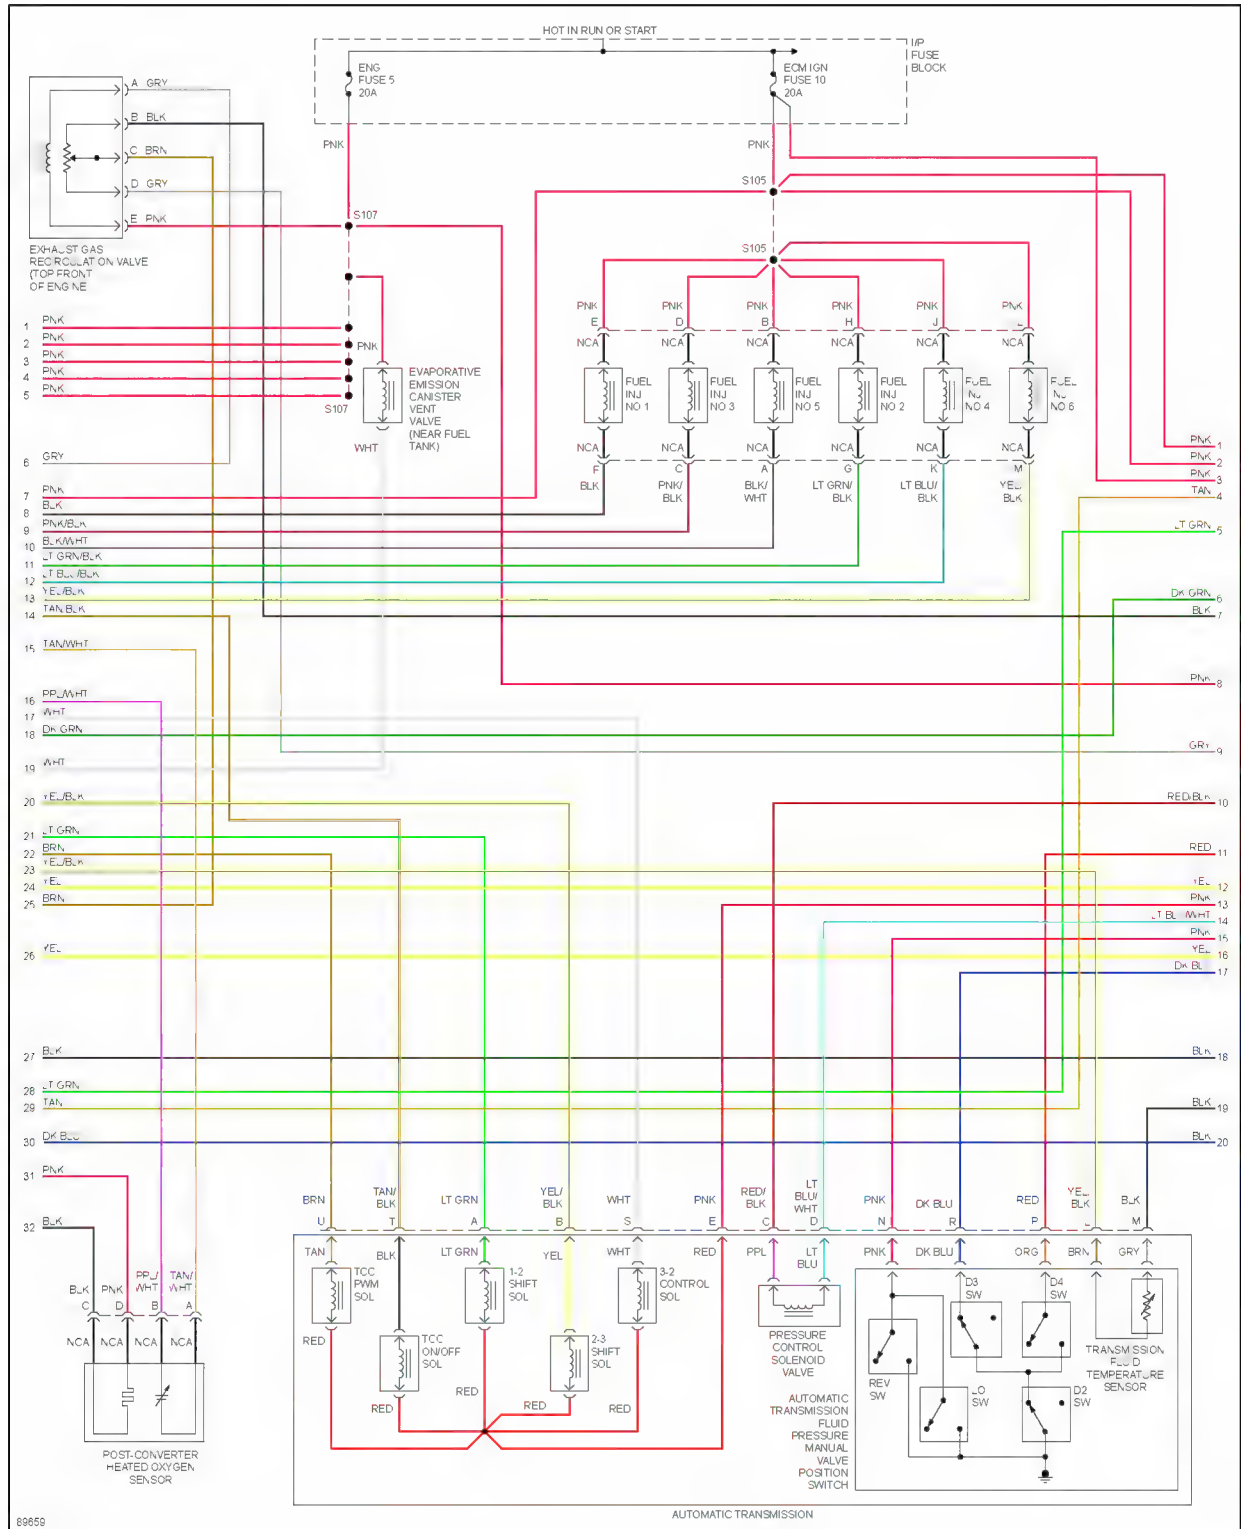 HOT IN RUN OR START
I/P
FUSE
BLOCK
ENG
FUSE 5
20A
ECM IGN
FUSE 10
20A
A GRY
B BLK
C BRN
D GRY
E PNK
EXHAUST GAS
RECIRCULATION VALVE
(TOP FRONT
OF ENGINE
PNK
PNK
S105
S107
S105
1 PNK
2 PNK
3 PNK
4 PNK
5 PNK
S107
PNK
EVAPORATIVE
EMISSION
CANISTER
VENT
VALVE
(NEAR FUEL
TANK)
WHT
PNK PNK PNK PNK PNK PNK
E D B H J L
NCA NCA NCA NCA NCA NCA
FUEL
INJ
NO 1
FUEL
INJ
NO 3
FUEL
INJ
NO 5
FUEL
INJ
NO 2
FUEL
INJ
NO 4
FUEL
INJ
NO 6
NCA NCA NCA NCA NCA NCA
F C A G K M
BLK
PNK/
BLK
BLK/
WHT
LT GRN/
BLK
LT BLU/
BLK
YEL/
BLK
6 GRY
7 PNK
8 BLK
9 PNK/BLK
10 BLK/WHT
11 LT GRN/BLK
12 LT BLU/BLK
13 YEL/BLK
14 TAN BLK
15 TAN/WHT
16 PPL/WHT
17 WHT
18 DK GRN
19 WHT
20 YEL/BLK
21 LT GRN
22 BRN
23 YEL/BLK
24 YEL
25 BRN
26 YEL
27 BLK
28 LT GRN
29 TAN
30 DK BLU
31 PNK
32 BLK
PNK 1
PNK 2
PNK 3
TAN 4
LT GRN 5
DK GRN 6
BLK 7
PNK 8
GRY 9
RED/BLK 10
RED 11
YEL 12
PNK 13
LT BL WHT 14
PNK 15
YEL 16
DK BL 17
BLK 18
BLK 19
BLK 20
BLK
PNK
PPL/
WHT
TAN/
WHT
C D B A
NCA NCA NCA NCA
POST-CONVERTER
HEATED OXYGEN
SENSOR
BRN
TAN/
BLK
LT GRN
YEL/
BLK
WHT
PNK
RED/
BLK
LT
BLU/
WHT
PNK
DK BLU
RED
YEL
BLK
BLK
U T A B S E C D N R P L M
TAN BLK LT GRN YEL WHT RED PPL
LT
BLU
PNK DK BLU ORG BRN GRY
TCC
PWM
SOL
1-2
SHIFT
SOL
3-2 CONTROL
SOL
TCC
ON/OFF
SOL
2-3
SHIFT
SOL
RED
RED
RED
RED
RED
PRESSURE
CONTROL
SOLENOID
VALVE
D3
SW
D4
SW
REV
SW
LO
SW
D2
SW
TRANSMISSION
FLUID
TEMPERATURE
SENSOR
AUTOMATIC
TRANSMISSION
FLUID
PRESSURE
MANUAL
VALVE
POSITION
SWITCH
AUTOMATIC TRANSMISSION
89659